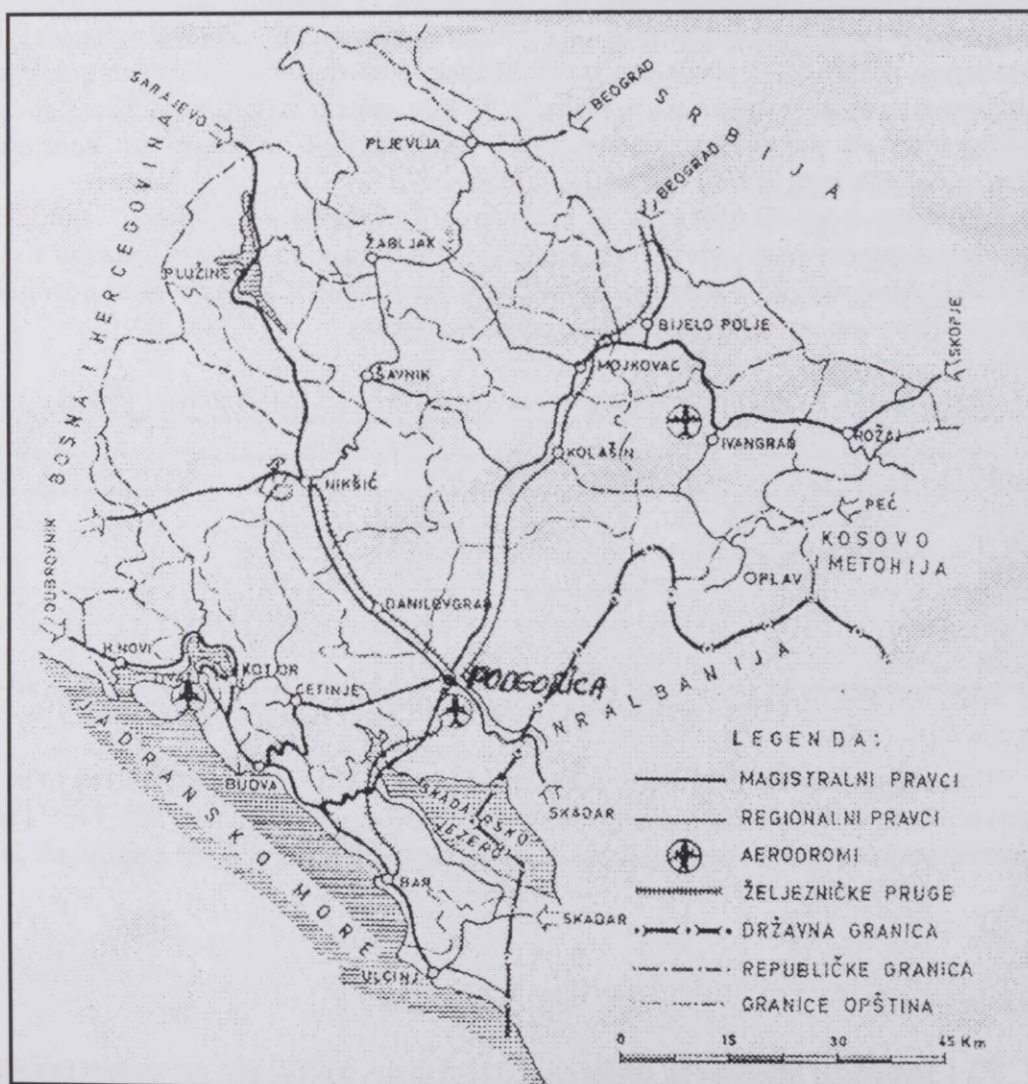 SARAJEVO
BEOGRAD
SRBIJA
PLJEVLJA
BEOGRAD
BOSNA I HERCEGOVINA
ŽABLJAK
PLUŽINE
BIJELO POLJE
SKOPJE
MOJKOVAC
ŠAVNIK
IVANGRAD
ROŽAJ
KOLAŠIN
NIKŠIĆ
PEĆ
KOSOVO
I METOHIJA
DUBROVNIK
PLAV
DANILOVGRAD
H.NOVI
KOTOR
CETINJE
PODGORICA
NR ALBANIJA
JADRANSKO MORE
BUDVA
SKADARSKO
JEZERO
SKADAR
BAR
SKADAR
ULCINJ
LEGENDA:
MAGISTRALNI PRAVCI
REGIONALNI PRAVCI
AERODROMI
ŽELJEZNIČKE PRUGE
DRŽAVNA GRANICA
REPUBLIČKE GRANICA
GRANICE OPŠTINA
0 15 30 45 Km